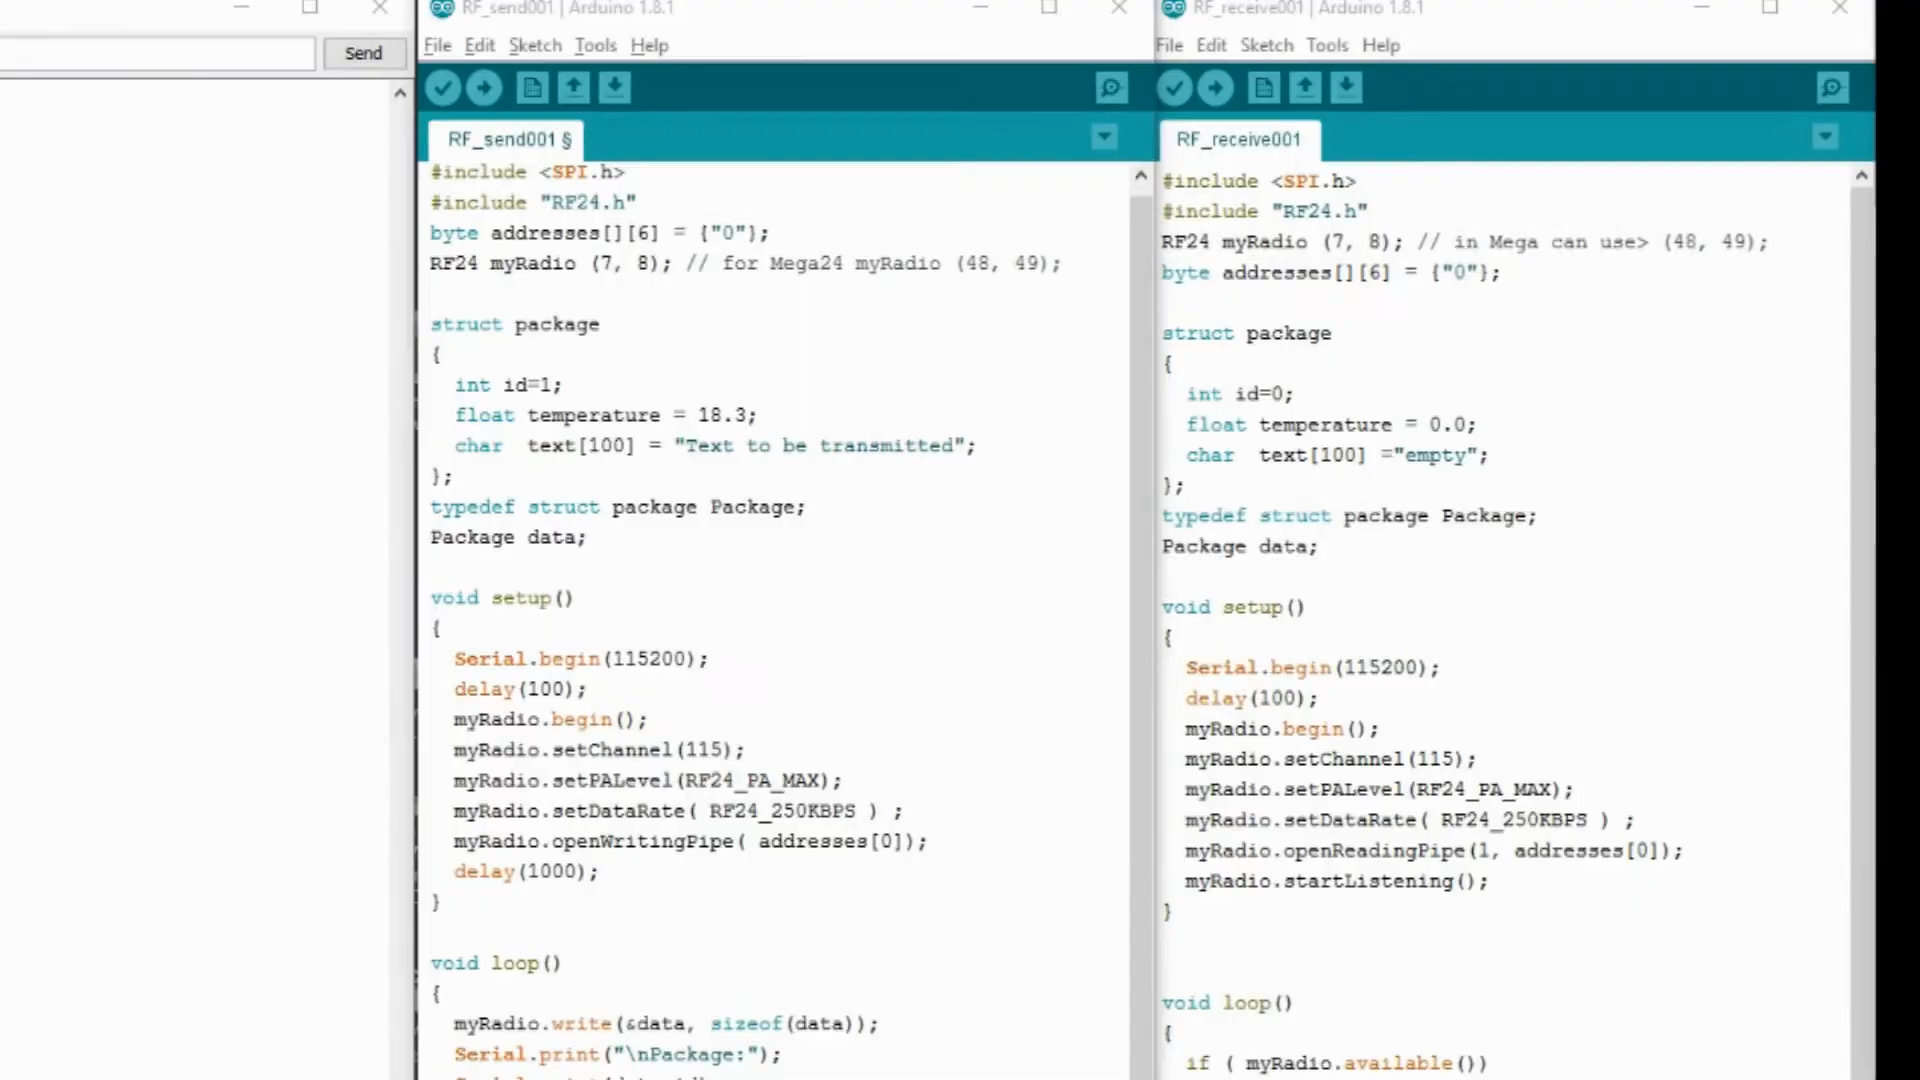 Send
RF_send001 | Arduino 1.8.1
File Edit Sketch Tools Help
RF_send001 §
#include <SPI.h>
#include "RF24.h"
byte addresses[][6] = {"0"};
RF24 myRadio (7, 8); // for Mega24 myRadio (48, 49);
struct package
{
int id=1;
float temperature = 18.3;
char text[100] = "Text to be transmitted";
};
typedef struct package Package;
Package data;
void setup()
{
Serial.begin(115200);
delay(100);
myRadio.begin();
myRadio.setChannel(115);
myRadio.setPALevel(RF24_PA_MAX);
myRadio.setDataRate( RF24_250KBPS ) ;
myRadio.openWritingPipe( addresses[0]);
delay(1000);
}
void loop()
{
myRadio.write(&data, sizeof(data));
Serial.print("\nPackage:");
RF_receive001 | Arduino 1.8.1
File Edit Sketch Tools Help
RF_receive001
#include <SPI.h>
#include "RF24.h"
RF24 myRadio (7, 8); // in Mega can use> (48, 49);
byte addresses[][6] = {"0"};
struct package
{
int id=0;
float temperature = 0.0;
char text[100] ="empty";
};
typedef struct package Package;
Package data;
void setup()
{
Serial.begin(115200);
delay(100);
myRadio.begin();
myRadio.setChannel(115);
myRadio.setPALevel(RF24_PA_MAX);
myRadio.setDataRate( RF24_250KBPS ) ;
myRadio.openReadingPipe(1, addresses[0]);
myRadio.startListening();
}
void loop()
{
if ( myRadio.available())